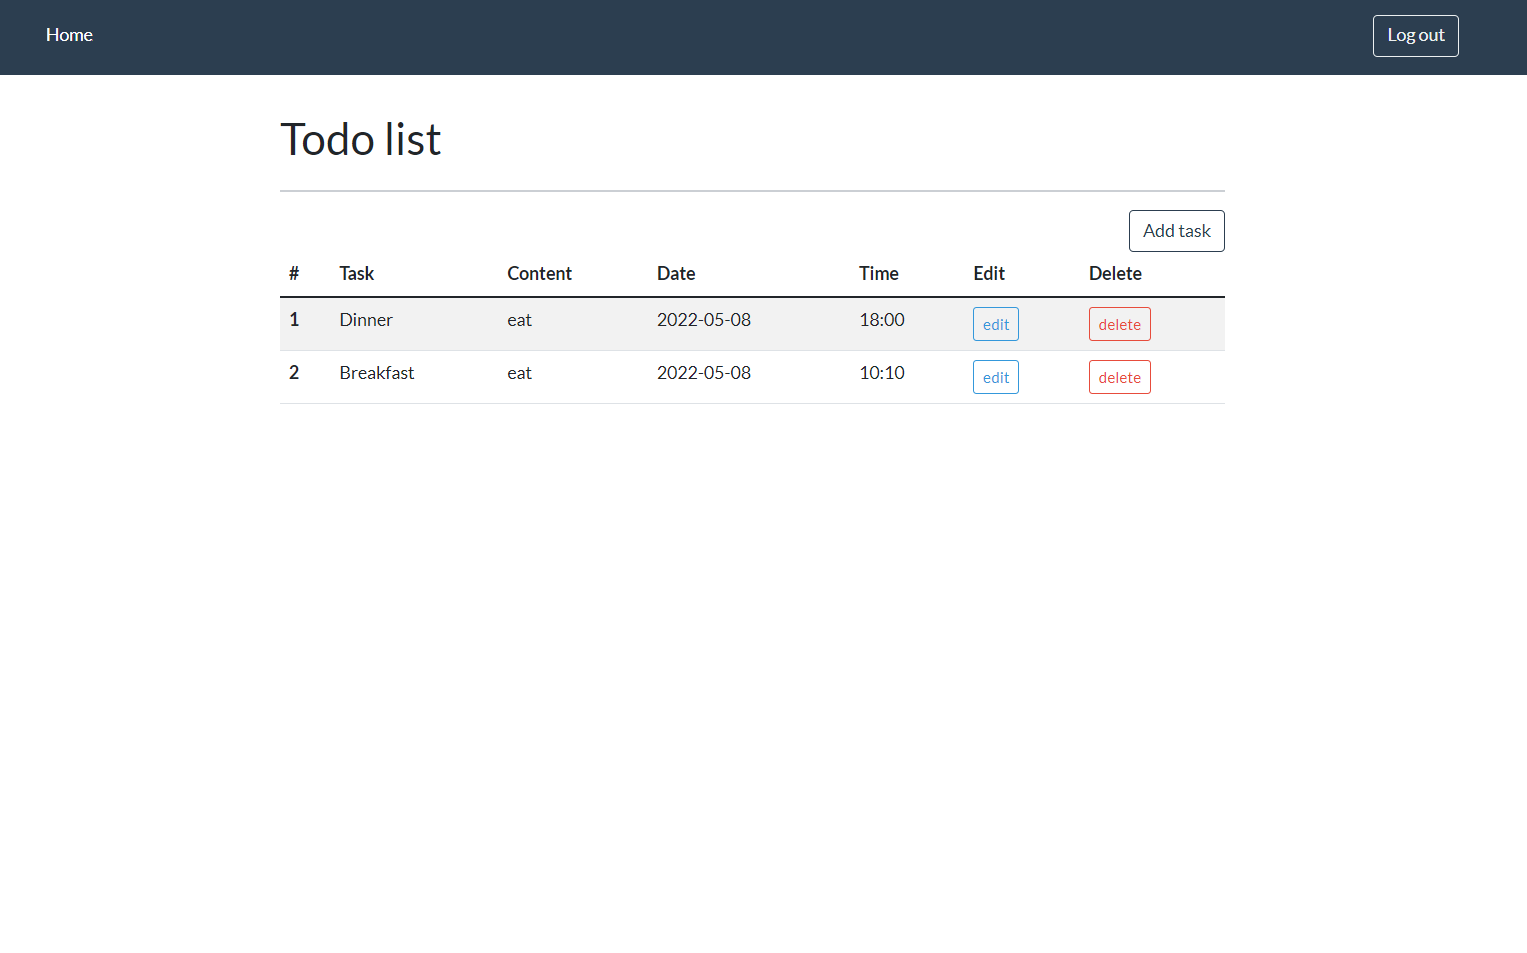 Home Log out
Todo list
Add task
# Task Content Date Time Edit Delete
1 Dinner eat 2022-05-08 18:00 edit delete
2 Breakfast eat 2022-05-08 10:10 edit delete